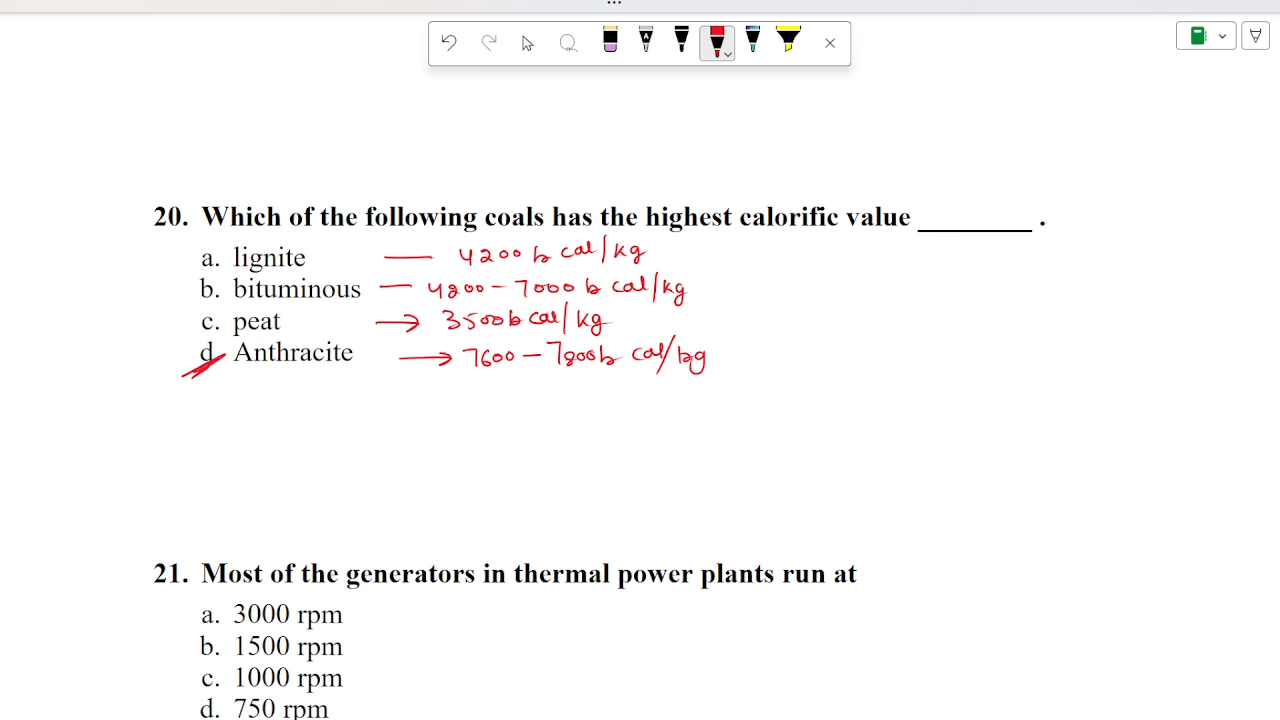 20. Which of the following coals has the highest calorific value ________ .
a. lignite — 4200 k cal/kg
b. bituminous — 4800 – 7000 k cal/kg
c. peat → 3500 k cal/kg
d. Anthracite → 7600 – 7800 k cal/kg
21. Most of the generators in thermal power plants run at
a. 3000 rpm
b. 1500 rpm
c. 1000 rpm
d. 750 rpm